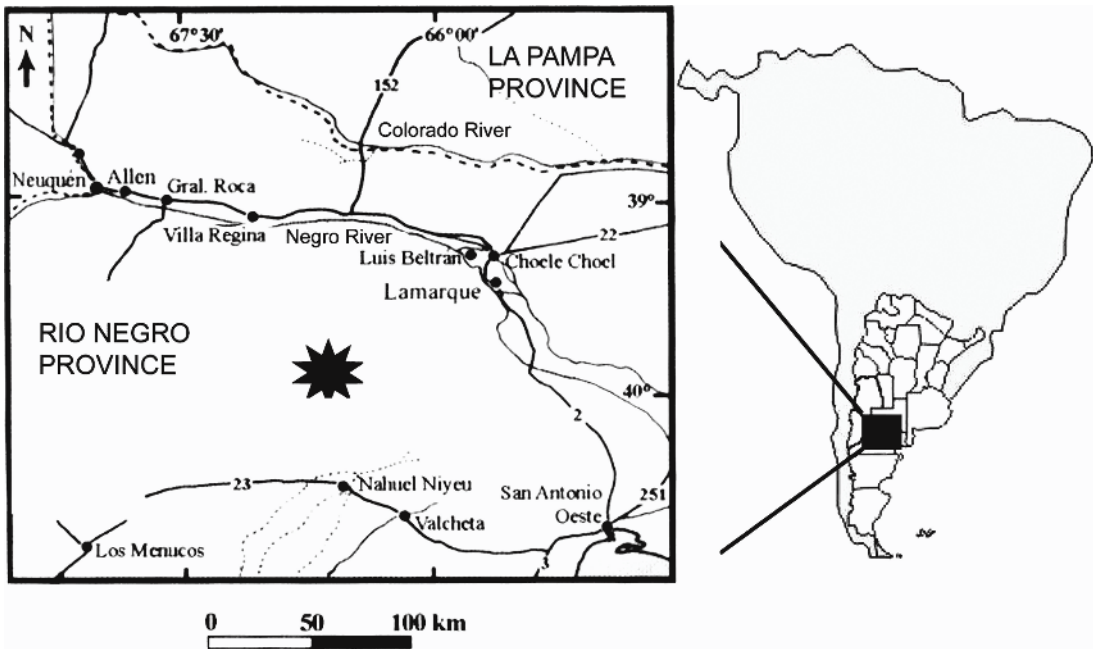 N
67°30'
66°00'
LA PAMPA
PROVINCE
152
Colorado River
Neuquén
Allen
Gral. Roca
39°
Villa Regina
Negro River
22
Luis Beltrán
Choele Choel
Lamarque
RIO NEGRO
PROVINCE
40°
2
23
Nahuel Niyeu
San Antonio
Oeste
251
Valcheta
Los Menucos
3
0 50 100 km